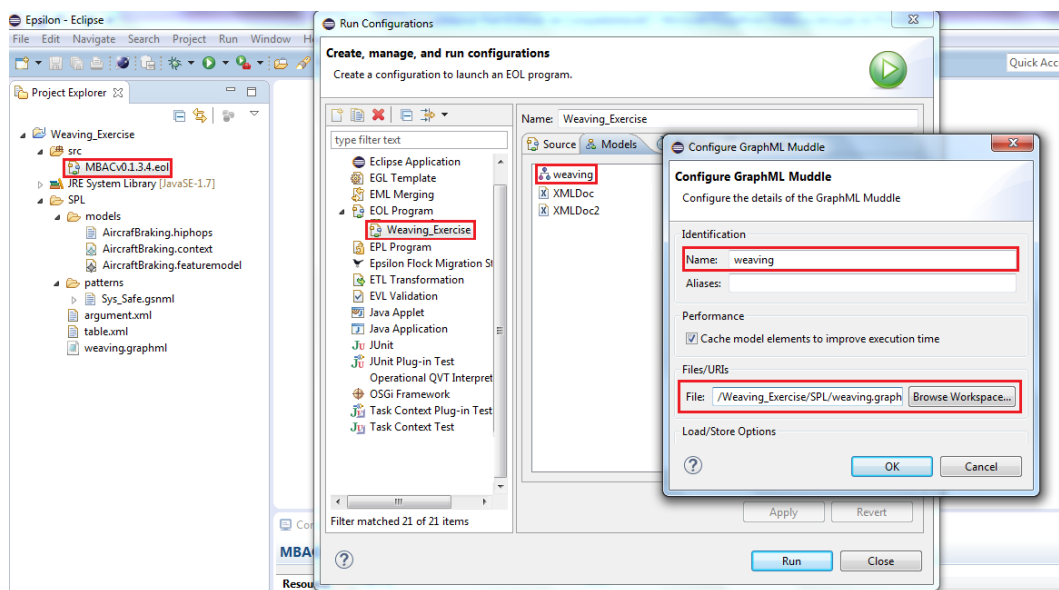 Epsilon - Eclipse
File Edit Navigate Search Project Run Window
Quick Acc
Project Explorer
Weaving_Exercise
src
MBACv0.1.3.4.eol
JRE System Library [JavaSE-1.7]
SPL
models
AircrafBraking.hiphops
AircraftBraking.context
AircraftBraking.featuremodel
patterns
Sys_Safe.gsnml
argument.xml
table.xml
weaving.graphml
MBA
Resou
Run Configurations
Create, manage, and run configurations
Create a configuration to launch an EOL program.
type filter text
Eclipse Application
EGL Template
EML Merging
EOL Program
Weaving_Exercise
EPL Program
Epsilon Flock Migration St
ETL Transformation
EVL Validation
Java Applet
Java Application
JUnit
JUnit Plug-in Test
Operational QVT Interpret
OSGi Framework
Task Context Plug-in Test
Task Context Test
Filter matched 21 of 21 items
Name: Weaving_Exercise
Source Models
weaving
XMLDoc
XMLDoc2
Apply Revert
Run Close
Configure GraphML Muddle
Configure GraphML Muddle
Configure the details of the GraphML Muddle
Identification
Name: weaving
Aliases:
Performance
Cache model elements to improve execution time
Files/URIs
File: /Weaving_Exercise/SPL/weaving.graph Browse Workspace...
Load/Store Options
OK Cancel